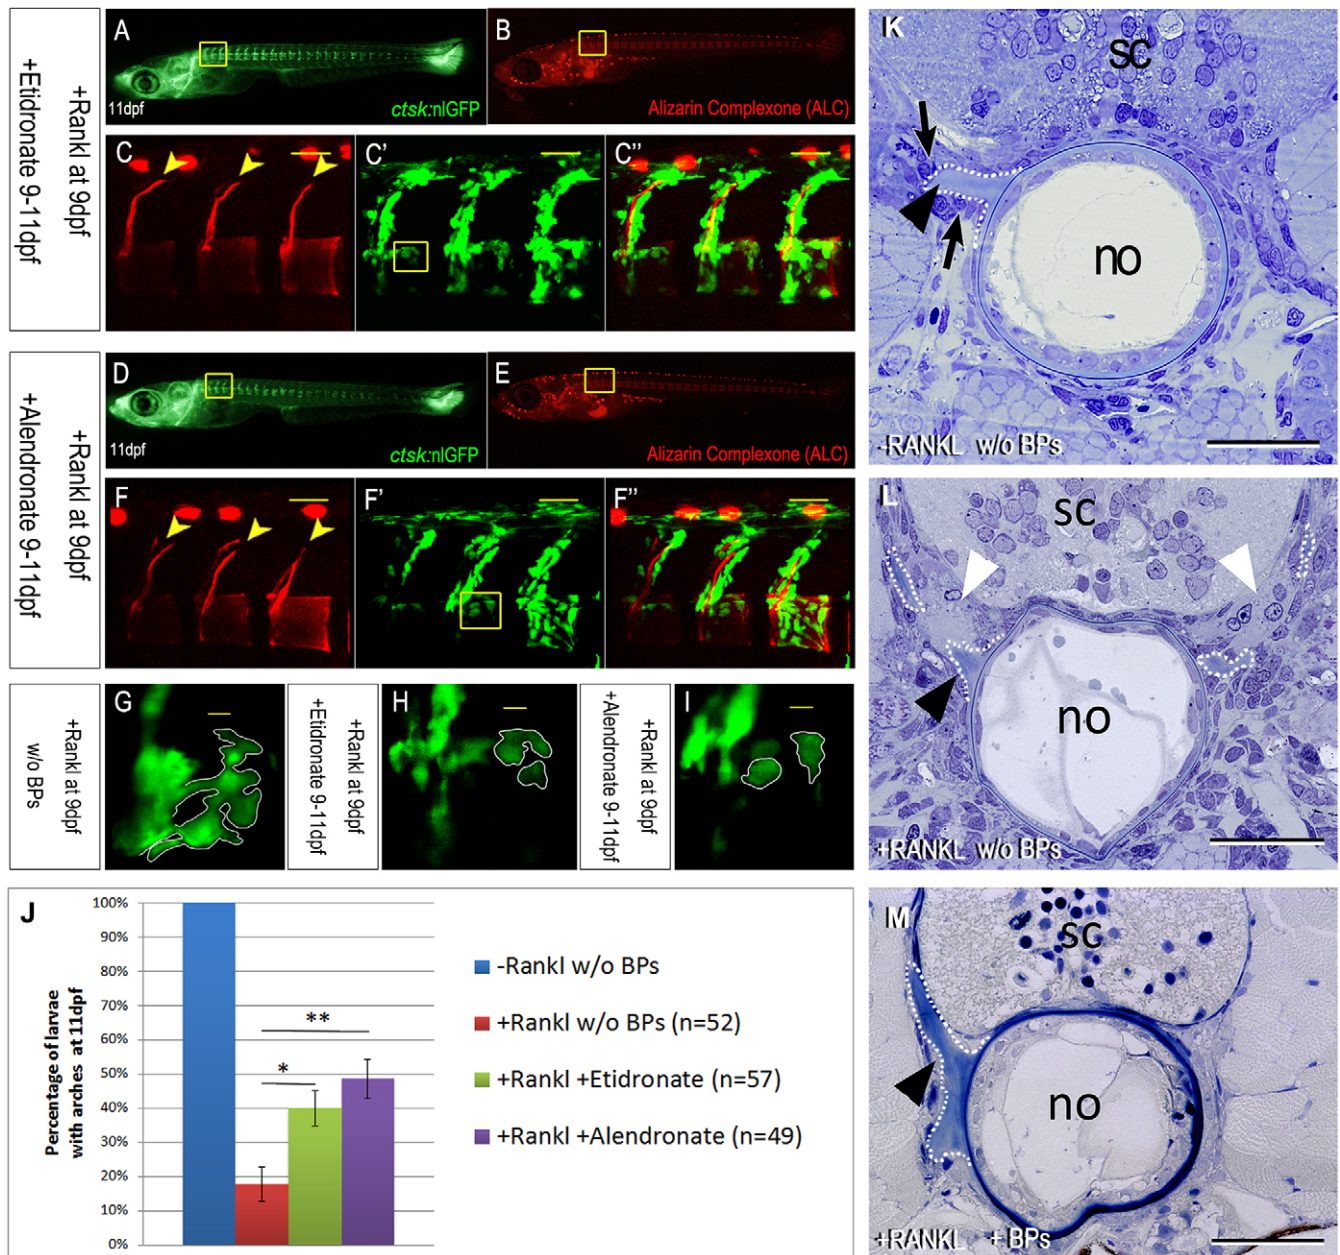 +Rankl at 9dpf
+Etidronate 9-11dpf
A
11dpf
ctsk:nlGFP
B
Alizarin Complexone (ALC)
C
C'
C"
+Rankl at 9dpf
+Alendronate 9-11dpf
D
11dpf
ctsk:nlGFP
E
Alizarin Complexone (ALC)
F
F'
F"
+Rankl at 9dpf
w/o BPs
G
+Rankl at 9dpf
+Etidronate 9-11dpf
H
+Rankl at 9dpf
+Alendronate 9-11dpf
I
J
Percentage of larvae
with arches at 11dpf
100%
90%
80%
70%
60%
50%
40%
30%
20%
10%
0%
**
*
-Rankl w/o BPs
+Rankl w/o BPs (n=52)
+Rankl +Etidronate (n=57)
+Rankl +Alendronate (n=49)
K
sc
no
-RANKL w/o BPs
L
sc
no
+RANKL w/o BPs
M
sc
no
+RANKL + BPs